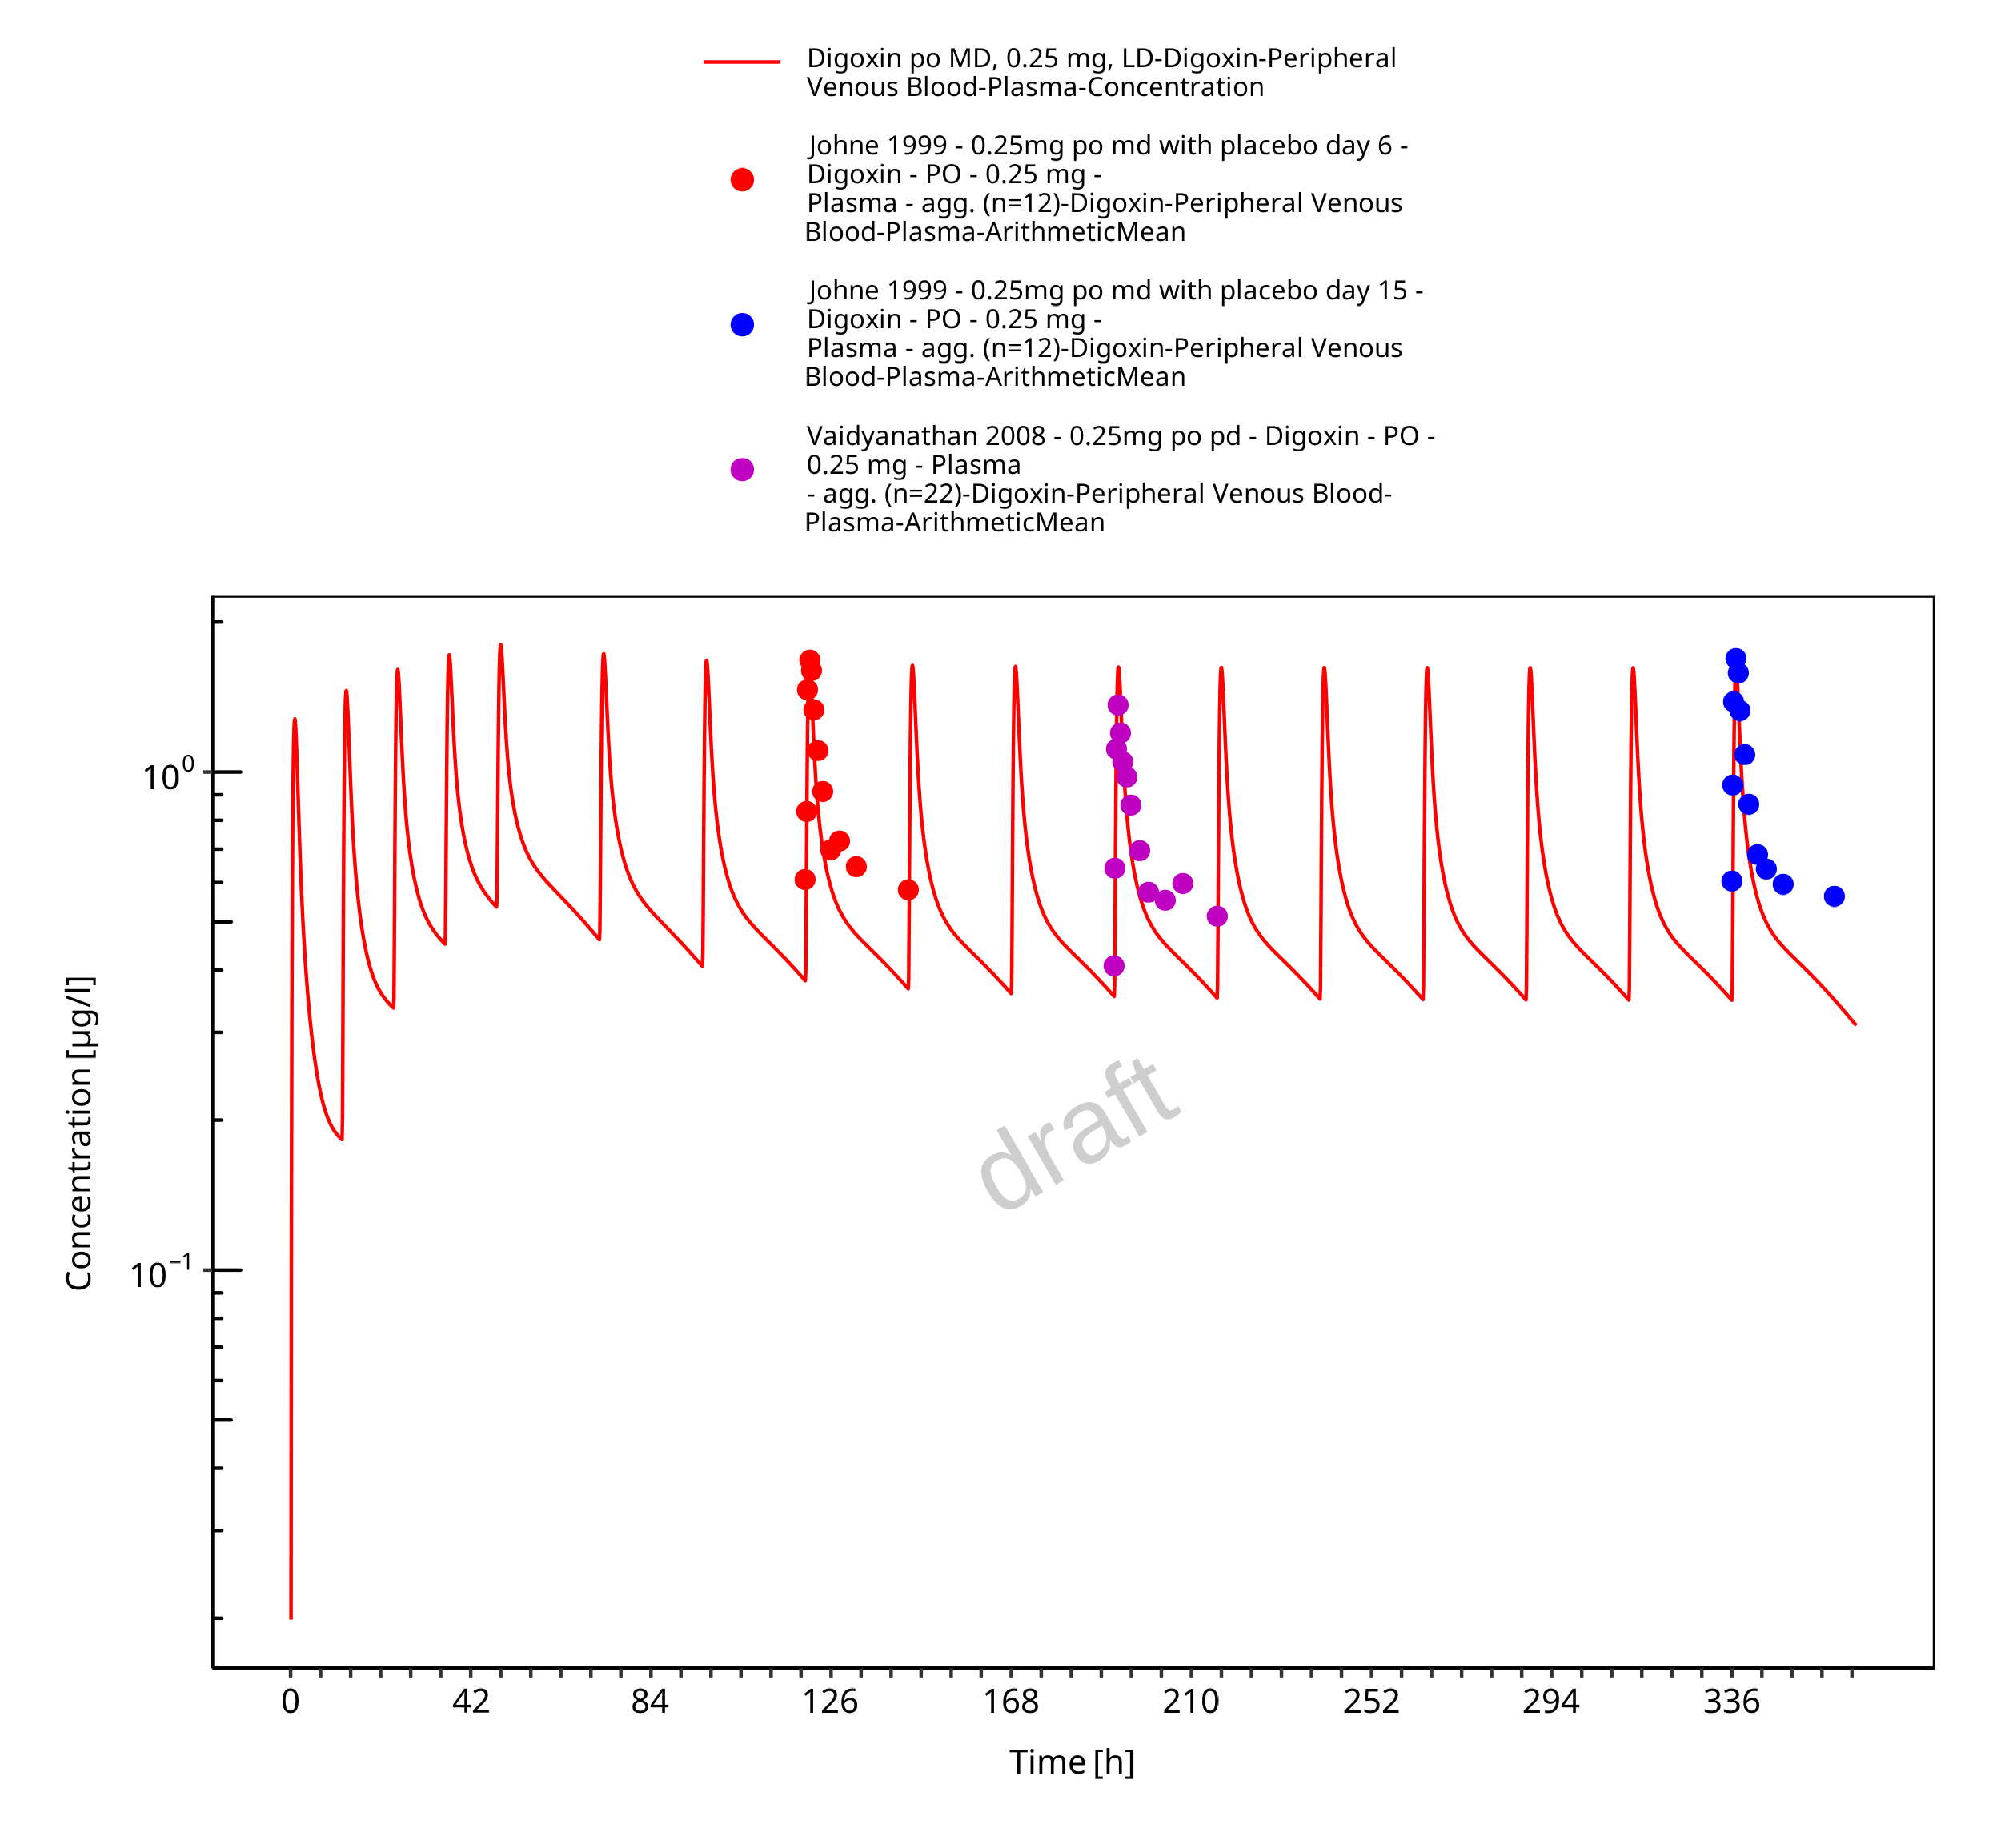 Digoxin po MD, 0.25 mg, LD-Digoxin-Peripheral
Venous Blood-Plasma-Concentration
Johne 1999 - 0.25mg po md with placebo day 6 -
Digoxin - PO - 0.25 mg -
Plasma - agg. (n=12)-Digoxin-Peripheral Venous
Blood-Plasma-ArithmeticMean
Johne 1999 - 0.25mg po md with placebo day 15 -
Digoxin - PO - 0.25 mg -
Plasma - agg. (n=12)-Digoxin-Peripheral Venous
Blood-Plasma-ArithmeticMean
Vaidyanathan 2008 - 0.25mg po pd - Digoxin - PO -
0.25 mg - Plasma
- agg. (n=22)-Digoxin-Peripheral Venous Blood-
Plasma-ArithmeticMean
10⁰
10⁻¹
Concentration [µg/l]
draft
0 42 84 126 168 210 252 294 336
Time [h]